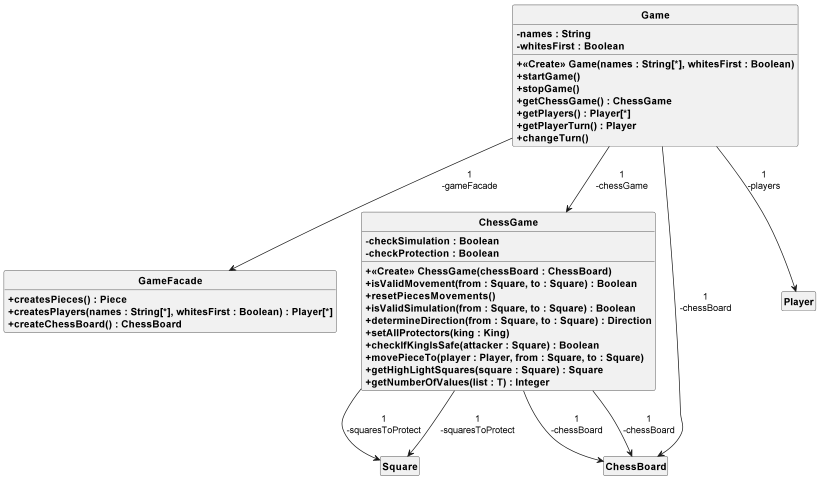 Game
-names : String
-whitesFirst : Boolean
+«Create» Game(names : String[*], whitesFirst : Boolean)
+startGame()
+stopGame()
+getChessGame() : ChessGame
+getPlayers() : Player[*]
+getPlayerTurn() : Player
+changeTurn()
1
-gameFacade
1
-chessGame
1
-players
1
-chessBoard
ChessGame
-checkSimulation : Boolean
-checkProtection : Boolean
+«Create» ChessGame(chessBoard : ChessBoard)
+isValidMovement(from : Square, to : Square) : Boolean
+resetPiecesMovements()
+isValidSimulation(from : Square, to : Square) : Boolean
+determineDirection(from : Square, to : Square) : Direction
+setAllProtectors(king : King)
+checkIfKingIsSafe(attacker : Square) : Boolean
+movePieceTo(player : Player, from : Square, to : Square)
+getHighLightSquares(square : Square) : Square
+getNumberOfValues(list : T) : Integer
GameFacade
+createsPieces() : Piece
+createsPlayers(names : String[*], whitesFirst : Boolean) : Player[*]
+createChessBoard() : ChessBoard
Player
1
-squaresToProtect
1
-squaresToProtect
1
-chessBoard
1
-chessBoard
Square
ChessBoard